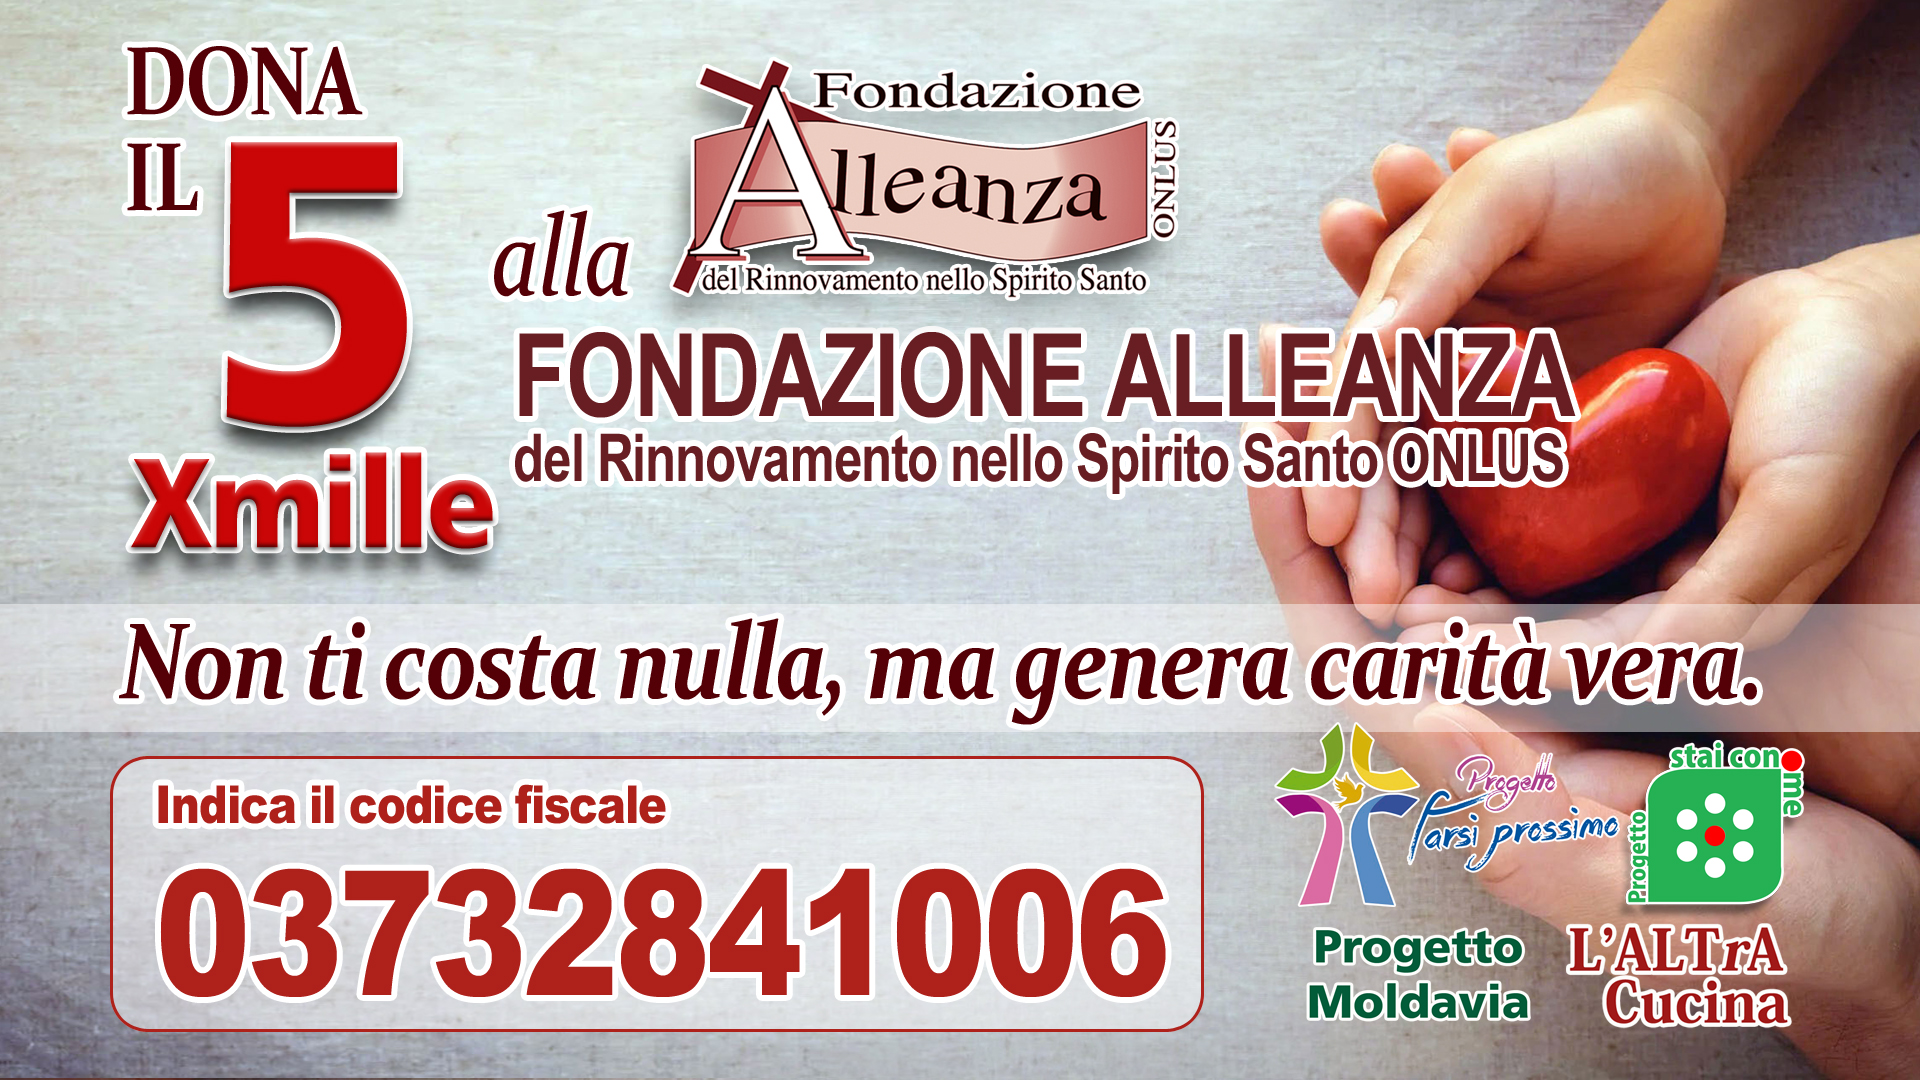 DONA
IL
5
Xmille
alla
Fondazione
Alleanza
ONLUS
del Rinnovamento nello Spirito Santo
FONDAZIONE ALLEANZA
del Rinnovamento nello Spirito Santo ONLUS
Non ti costa nulla, ma genera carità vera.
Indica il codice fiscale
03732841006
Progetto
farsi prossimo
Progetto
stai con me
Progetto
Moldavia
L'ALTrA
Cucina